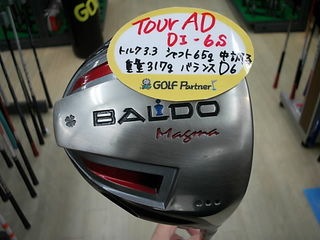 TOUR AD
DI-6S
トルク3.3 シャフト65g 中調子
重量317g バランスD6
GOLF Partner
BALDO
Magma